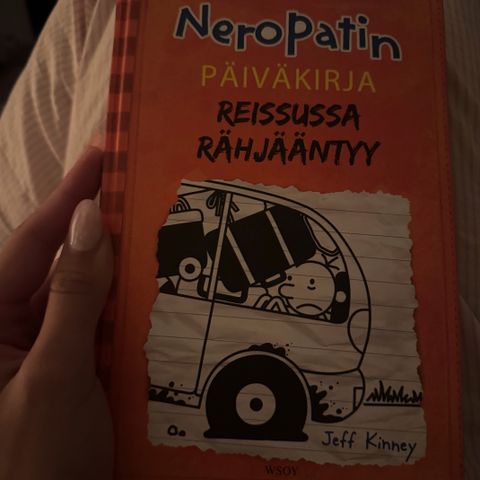 Neropatin
PÄIVÄKIRJA
REISSUSSA
RÄHJÄÄNTYY
Jeff Kinney
WSOY